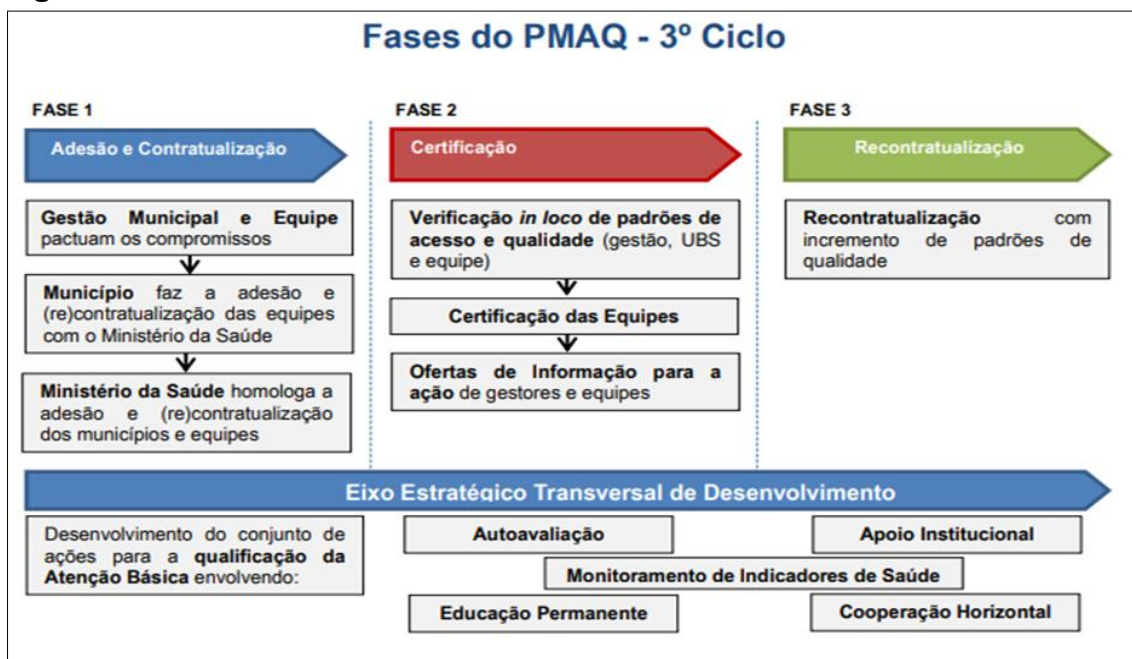 Fases do PMAQ - 3º Ciclo
FASE 1
Adesão e Contratualização
Gestão Municipal e Equipe
pactuam os compromissos
Município faz a adesão e
(re)contratualização das equipes
com o Ministério da Saúde
Ministério da Saúde homologa a
adesão e (re)contratualização
dos municípios e equipes
FASE 2
Certificação
Verificação in loco de padrões de
acesso e qualidade (gestão, UBS
e equipe)
Certificação das Equipes
Ofertas de Informação para a
ação de gestores e equipes
FASE 3
Recontratualização
Recontratualização com
incremento de padrões de
qualidade
Eixo Estratégico Transversal de Desenvolvimento
Desenvolvimento do conjunto de
ações para a qualificação da
Atenção Básica envolvendo:
Autoavaliação
Apoio Institucional
Monitoramento de Indicadores de Saúde
Educação Permanente
Cooperação Horizontal